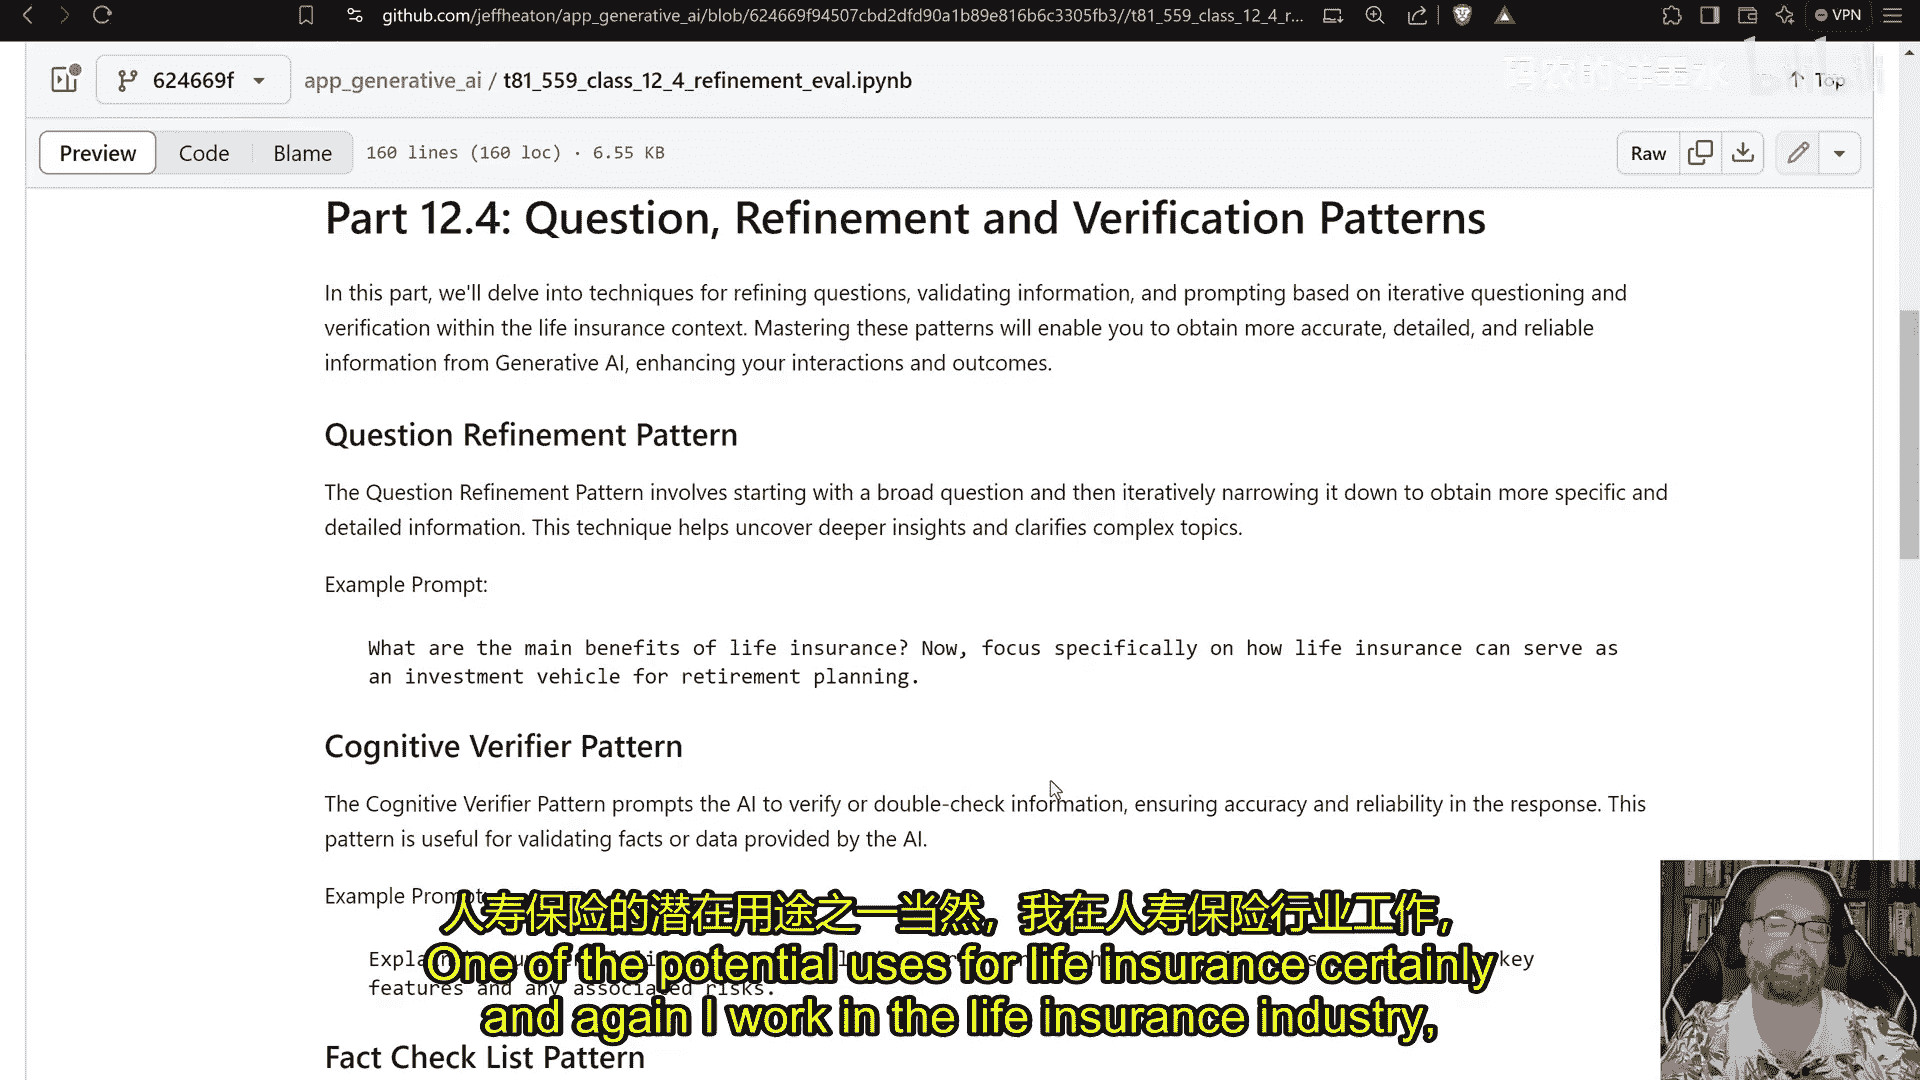 github.com/jeffheaton/app_generative_ai/blob/624669f94507cbd2dfd90a1b89e816b6c3305fb3//t81_559_class_12_4_r...
VPN
624669f
app_generative_ai / t81_559_class_12_4_refinement_eval.ipynb
码农的洋墨水
Top
Preview
Code
Blame
160 lines (160 loc) · 6.55 KB
Raw
Part 12.4: Question, Refinement and Verification Patterns
In this part, we'll delve into techniques for refining questions, validating information, and prompting based on iterative questioning and
verification within the life insurance context. Mastering these patterns will enable you to obtain more accurate, detailed, and reliable
information from Generative AI, enhancing your interactions and outcomes.
Question Refinement Pattern
The Question Refinement Pattern involves starting with a broad question and then iteratively narrowing it down to obtain more specific and
detailed information. This technique helps uncover deeper insights and clarifies complex topics.
Example Prompt:
What are the main benefits of life insurance? Now, focus specifically on how life insurance can serve as
an investment vehicle for retirement planning.
Cognitive Verifier Pattern
The Cognitive Verifier Pattern prompts the AI to verify or double-check information, ensuring accuracy and reliability in the response. This
pattern is useful for validating facts or data provided by the AI.
Example Prompt:
人寿保险的潜在用途之一当然，我在人寿保险行业工作，
key
One of the potential uses for life insurance certainly
features and any associated risks.
and again I work in the life insurance industry,
Fact Check List Pattern